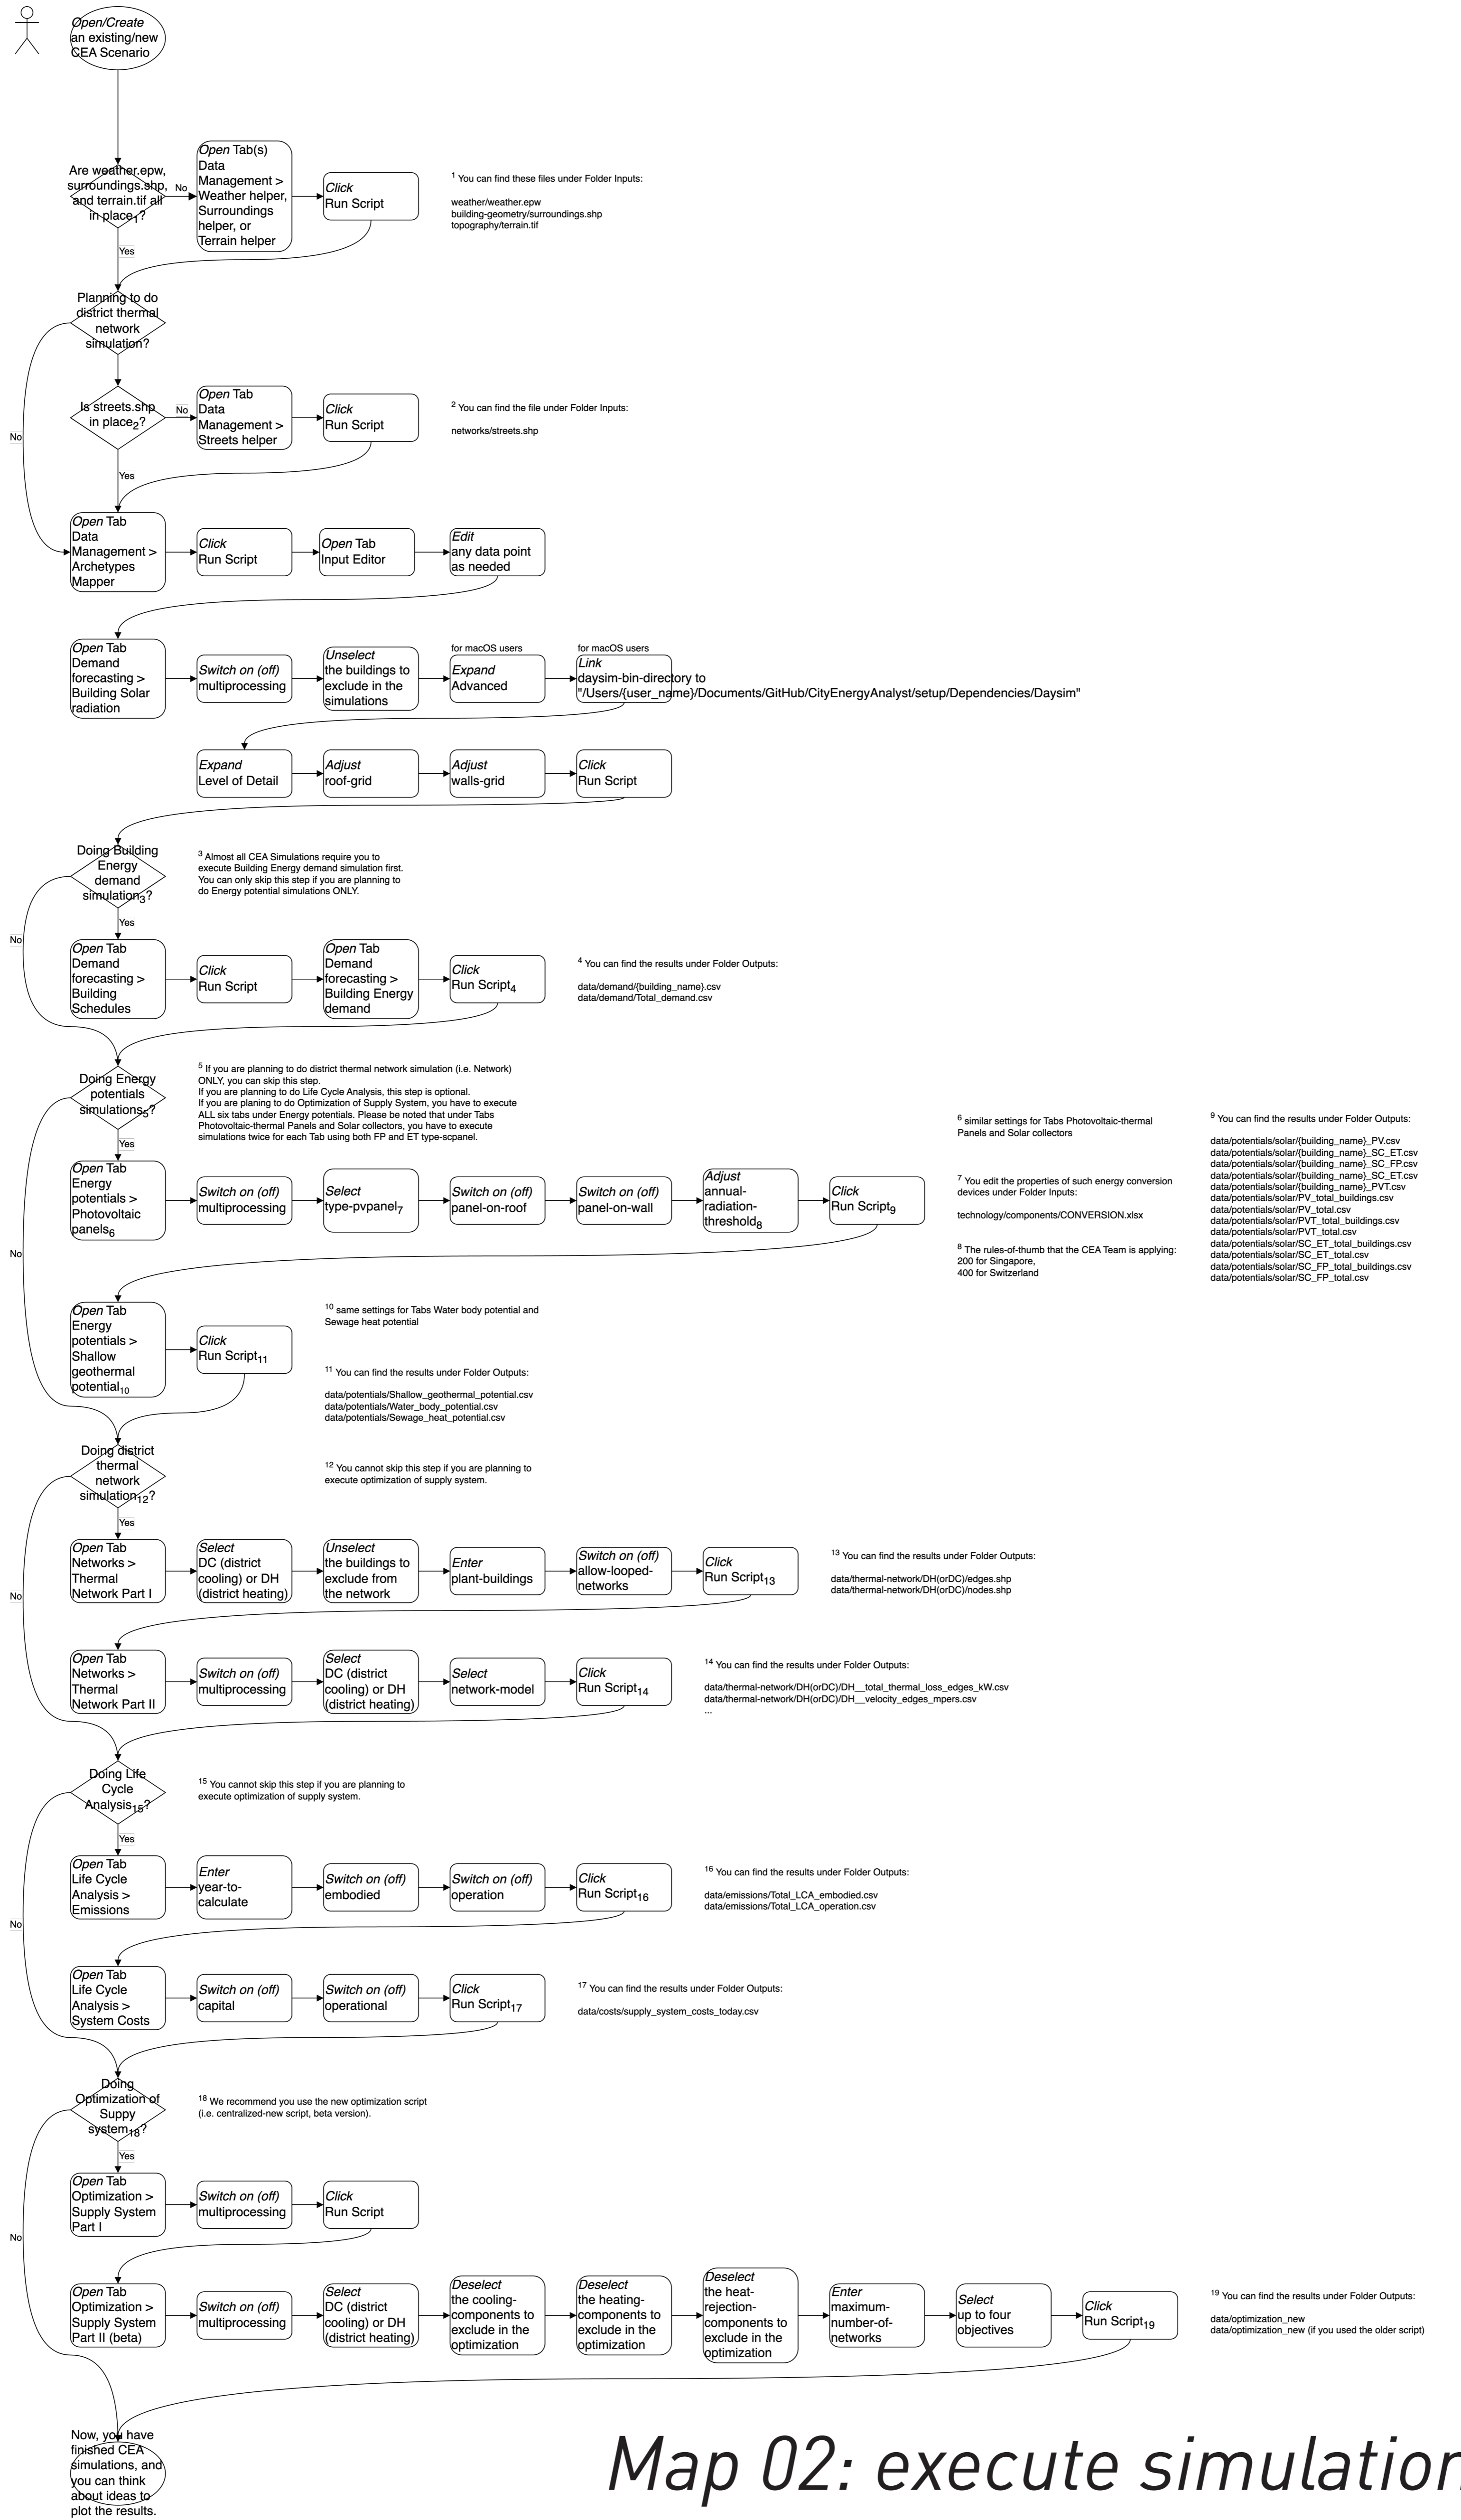 Open/Create
an existing/new
CEA Scenario
Are weather.epw,
surroundings.shp,
and terrain.tif all
in place1?
No
Yes
Open Tab(s)
Data
Management >
Weather helper,
Surroundings
helper, or
Terrain helper
Click
Run Script
1 You can find these files under Folder Inputs:
weather/weather.epw
building-geometry/surroundings.shp
topography/terrain.tif
Planning to do
district thermal
network
simulation?
No
Is streets.shp
in place2?
No
Yes
Open Tab
Data
Management >
Streets helper
Click
Run Script
2 You can find the file under Folder Inputs:
networks/streets.shp
Open Tab
Data
Management >
Archetypes
Mapper
Click
Run Script
Open Tab
Input Editor
Edit
any data point
as needed
Open Tab
Demand
forecasting >
Building Solar
radiation
Switch on (off)
multiprocessing
Unselect
the buildings to
exclude in the
simulations
for macOS users
Expand
Advanced
for macOS users
Link
daysim-bin-directory to
"/Users/{user_name}/Documents/GitHub/CityEnergyAnalyst/setup/Dependencies/Daysim"
Expand
Level of Detail
Adjust
roof-grid
Adjust
walls-grid
Click
Run Script
Doing Building
Energy
demand
simulation3?
No
Yes
3 Almost all CEA Simulations require you to
execute Building Energy demand simulation first.
You can only skip this step if you are planning to
do Energy potential simulations ONLY.
Open Tab
Demand
forecasting >
Building
Schedules
Click
Run Script
Open Tab
Demand
forecasting >
Building Energy
demand
Click
Run Script4
4 You can find the results under Folder Outputs:
data/demand/{building_name}.csv
data/demand/Total_demand.csv
Doing Energy
potentials
simulations5?
No
Yes
5 If you are planning to do district thermal network simulation (i.e. Network)
ONLY, you can skip this step.
If you are planning to do Life Cycle Analysis, this step is optional.
If you are planing to do Optimization of Supply System, you have to execute
ALL six tabs under Energy potentials. Please be noted that under Tabs
Photovoltaic-thermal Panels and Solar collectors, you have to execute
simulations twice for each Tab using both FP and ET type-scpanel.
Open Tab
Energy
potentials >
Photovoltaic
panels6
Switch on (off)
multiprocessing
Select
type-pvpanel7
Switch on (off)
panel-on-roof
Switch on (off)
panel-on-wall
Adjust
annual-
radiation-
threshold8
Click
Run Script9
6 similar settings for Tabs Photovoltaic-thermal
Panels and Solar collectors
7 You edit the properties of such energy conversion
devices under Folder Inputs:
technology/components/CONVERSION.xlsx
8 The rules-of-thumb that the CEA Team is applying:
200 for Singapore,
400 for Switzerland
9 You can find the results under Folder Outputs:
data/potentials/solar/{building_name}_PV.csv
data/potentials/solar/{building_name}_SC_ET.csv
data/potentials/solar/{building_name}_SC_FP.csv
data/potentials/solar/{building_name}_SC_ET.csv
data/potentials/solar/{building_name}_PVT.csv
data/potentials/solar/PV_total_buildings.csv
data/potentials/solar/PV_total.csv
data/potentials/solar/PVT_total_buildings.csv
data/potentials/solar/PVT_total.csv
data/potentials/solar/SC_ET_total_buildings.csv
data/potentials/solar/SC_ET_total.csv
data/potentials/solar/SC_FP_total_buildings.csv
data/potentials/solar/SC_FP_total.csv
Open Tab
Energy
potentials >
Shallow
geothermal
potential10
Click
Run Script11
10 same settings for Tabs Water body potential and
Sewage heat potential
11 You can find the results under Folder Outputs:
data/potentials/Shallow_geothermal_potential.csv
data/potentials/Water_body_potential.csv
data/potentials/Sewage_heat_potential.csv
Doing district
thermal
network
simulation12?
No
Yes
12 You cannot skip this step if you are planning to
execute optimization of supply system.
Open Tab
Networks >
Thermal
Network Part I
Select
DC (district
cooling) or DH
(district heating)
Unselect
the buildings to
exclude from
the network
Enter
plant-buildings
Switch on (off)
allow-looped-
networks
Click
Run Script13
13 You can find the results under Folder Outputs:
data/thermal-network/DH(orDC)/edges.shp
data/thermal-network/DH(orDC)/nodes.shp
Open Tab
Networks >
Thermal
Network Part II
Switch on (off)
multiprocessing
Select
DC (district
cooling) or DH
(district heating)
Select
network-model
Click
Run Script14
14 You can find the results under Folder Outputs:
data/thermal-network/DH(orDC)/DH__total_thermal_loss_edges_kW.csv
data/thermal-network/DH(orDC)/DH__velocity_edges_mpers.csv
...
Doing Life
Cycle
Analysis15?
No
Yes
15 You cannot skip this step if you are planning to
execute optimization of supply system.
Open Tab
Life Cycle
Analysis >
Emissions
Enter
year-to-
calculate
Switch on (off)
embodied
Switch on (off)
operation
Click
Run Script16
16 You can find the results under Folder Outputs:
data/emissions/Total_LCA_embodied.csv
data/emissions/Total_LCA_operation.csv
Open Tab
Life Cycle
Analysis >
System Costs
Switch on (off)
capital
Switch on (off)
operational
Click
Run Script17
17 You can find the results under Folder Outputs:
data/costs/supply_system_costs_today.csv
Doing
Optimization of
Suppy
system18?
No
Yes
18 We recommend you use the new optimization script
(i.e. centralized-new script, beta version).
Open Tab
Optimization >
Supply System
Part I
Switch on (off)
multiprocessing
Click
Run Script
Open Tab
Optimization >
Supply System
Part II (beta)
Switch on (off)
multiprocessing
Select
DC (district
cooling) or DH
(district heating)
Deselect
the cooling-
components to
exclude in the
optimization
Deselect
the heating-
components to
exclude in the
optimization
Deselect
the heat-
rejection-
components to
exclude in the
optimization
Enter
maximum-
number-of-
networks
Select
up to four
objectives
Click
Run Script19
19 You can find the results under Folder Outputs:
data/optimization_new
data/optimization_new (if you used the older script)
Now, you have
finished CEA
simulations, and
you can think
about ideas to
plot the results.
Map 02: execute simulation